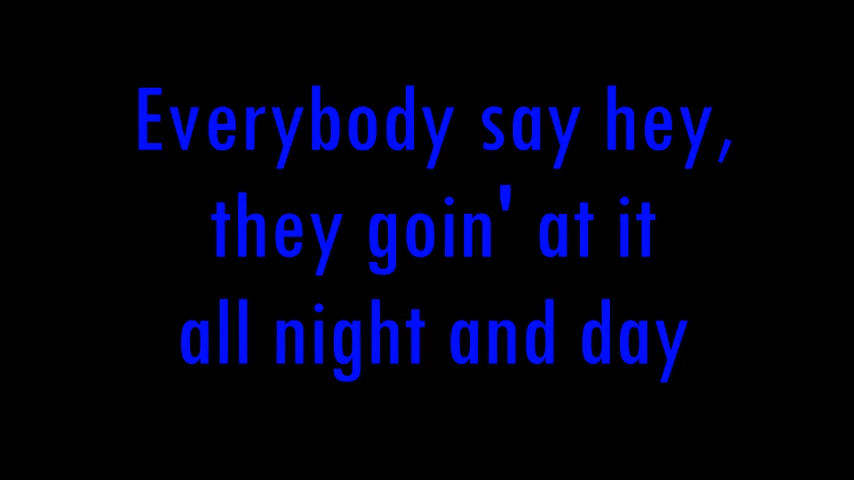 Everybody say hey,
they goin' at it
all night and day